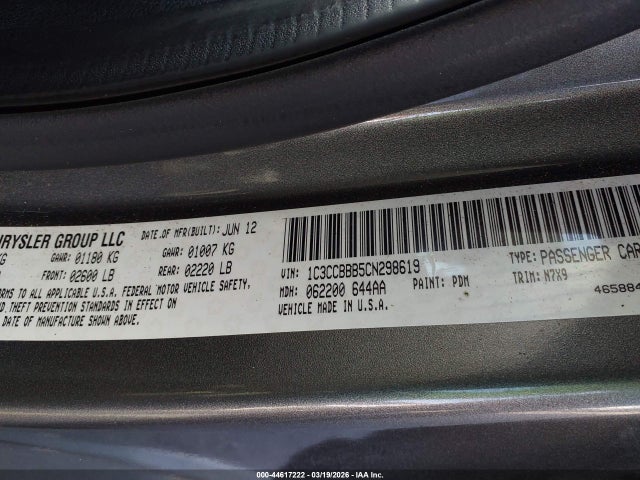 RYSLER GROUP LLC
DATE.OF MFR(BUILT): JUN 12
KG GAWR: 01180 KG GAWR: 01007 KG
FRONT: 02600 LB REAR: 02220 LB
ORMS TO ALL APPLICABLE U.S.A. FEDERAL MOTOR VEHICLE SAFETY,
D,THEFT PREVENTION STANDARDS IN EFFECT ON
DATE OF MANUFACTURE SHOWN ABOVE.
VIN: 1C3CCBBB5CN298619
TYPE: PASSENGER CAR
MDH: 062200 644AA PAINT: PDM
TRIM: N7X9
VEHICLE MADE IN U.S.A.
465884
000-44617222 - 03/19/2026 - IAA Inc.